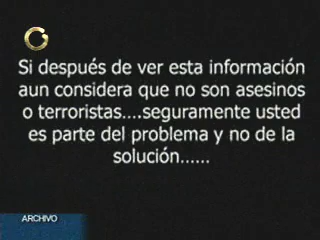 Si después de ver esta información
aun considera que no son asesinos
o terroristas....seguramente usted
es parte del problema y no de la
solución......
ARCHIVO